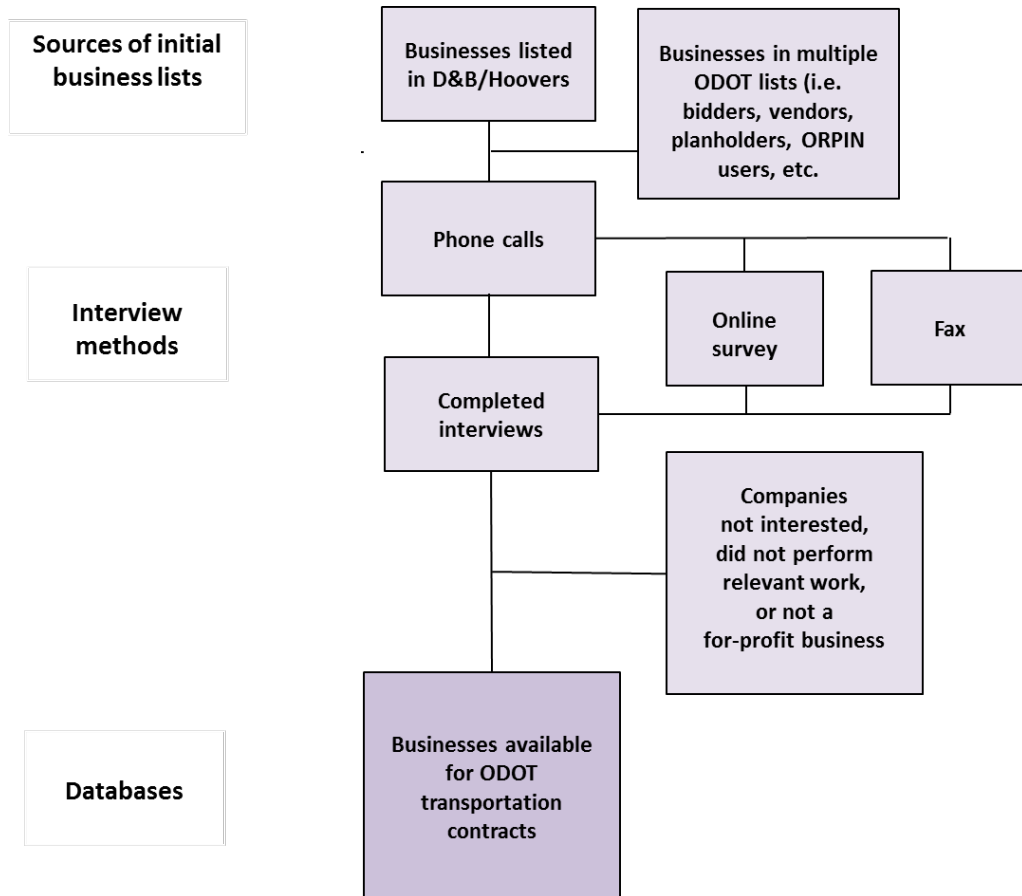 Sources of initial
business lists
Businesses listed
in D&B/Hoovers
Businesses in multiple
ODOT lists (i.e.
bidders, vendors,
planholders, ORPIN
users, etc.
Phone calls
Interview
methods
Online
survey
Fax
Completed
interviews
Companies
not interested,
did not perform
relevant work,
or not a
for-profit business
Databases
Businesses available
for ODOT
transportation
contracts